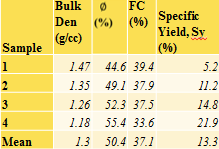 Bulk Ø FC Specific
Den (%) (%) Yield, Sy
(g/cc) (%)
Sample
1 1.47 44.6 39.4 5.2
2 1.35 49.1 37.9 11.2
3 1.26 52.3 37.5 14.8
4 1.18 55.4 33.6 21.9
Mean 1.3 50.4 37.1 13.3